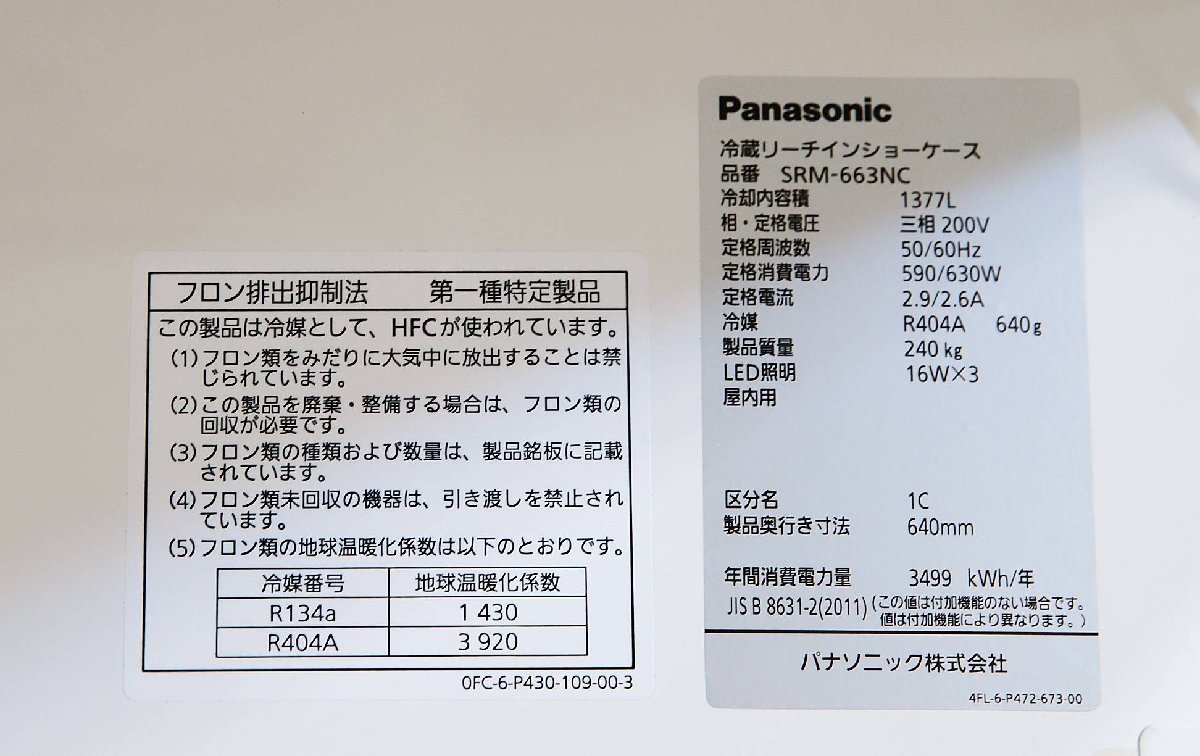 フロン排出抑制法　第一種特定製品
この製品は冷媒として、HFCが使われています。
(1)フロン類をみだりに大気中に放出することは禁
じられています。
(2)この製品を廃棄・整備する場合は、フロン類の
回収が必要です。
(3)フロン類の種類および数量は、製品銘板に記載
されています。
(4)フロン類未回収の機器は、引き渡しを禁止され
ています。
(5)フロン類の地球温暖化係数は以下のとおりです。
冷媒番号　地球温暖化係数
R134a　1 430
R404A　3 920
0FC-6-P430-109-00-3
Panasonic
冷蔵リーチインショーケース
品番　SRM-663NC
冷却内容積　1377L
相・定格電圧　三相 200V
定格周波数　50/60Hz
定格消費電力　590/630W
定格電流　2.9/2.6A
冷媒　R404A　640g
製品質量　240 kg
LED照明　16W×3
屋内用
区分名　1C
製品奥行き寸法　640mm
年間消費電力量　3499 kWh/年
JIS B 8631-2(2011)(この値は付加機能のない場合です。
値は付加機能により異なります。)
パナソニック株式会社
4FL-6-P472-673-00